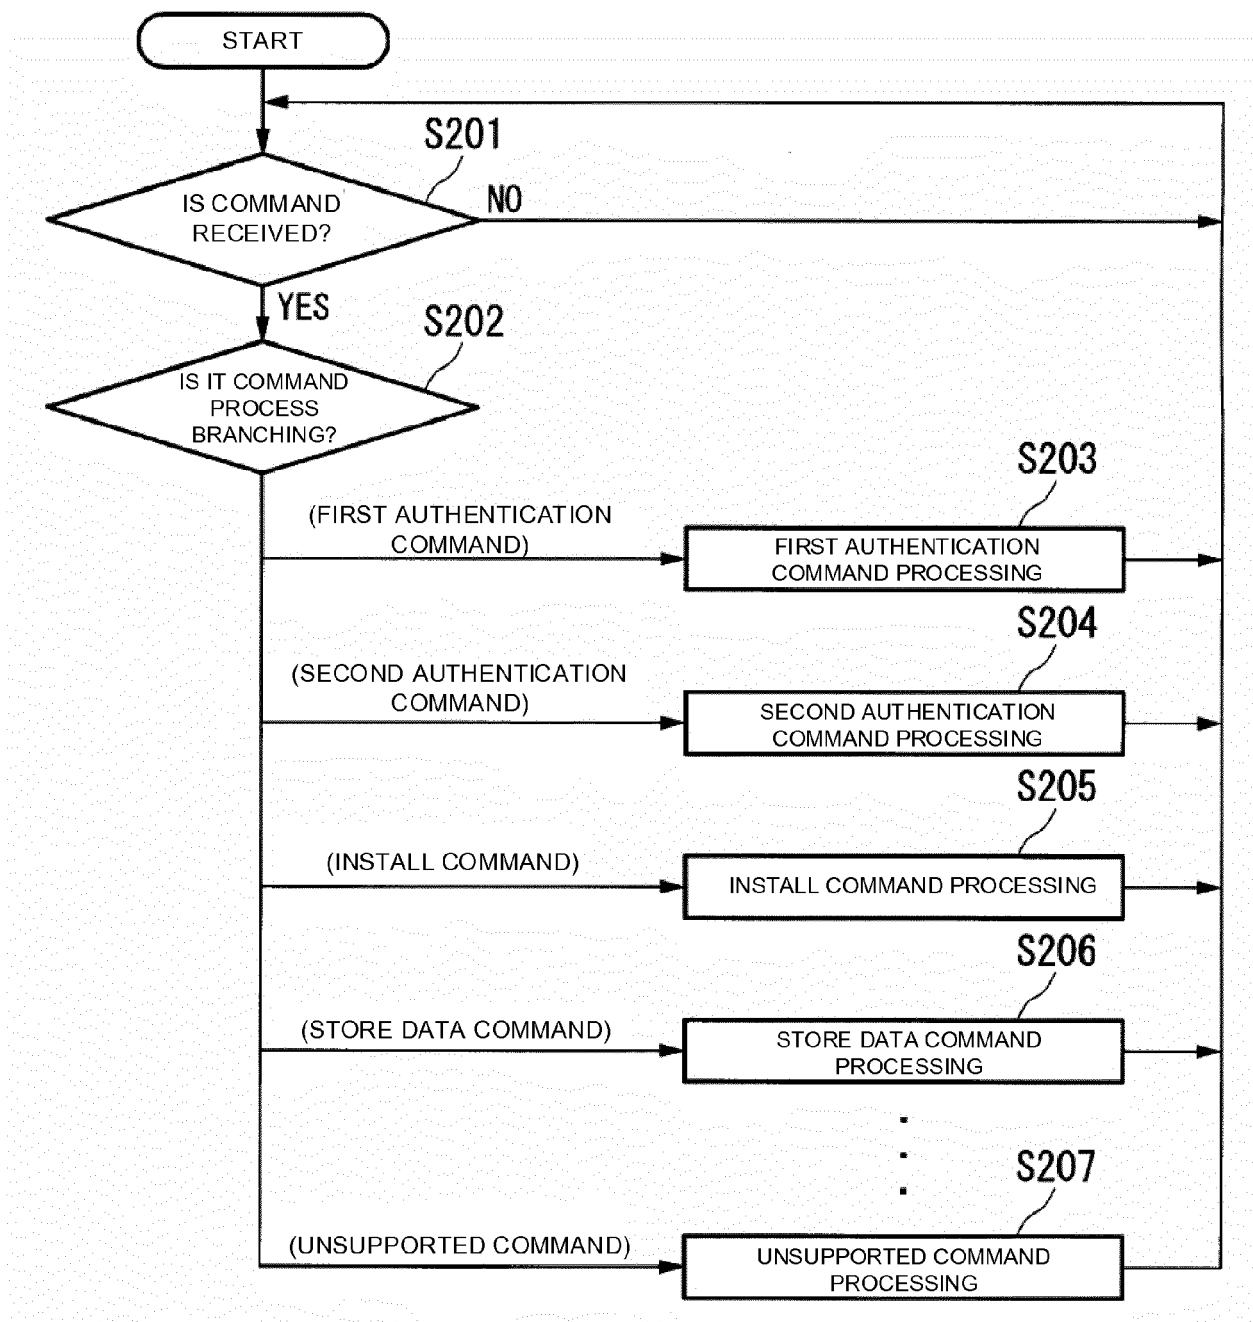 START
S201
IS COMMAND
RECEIVED?
NO
YES
S202
IS IT COMMAND
PROCESS
BRANCHING?
S203
(FIRST AUTHENTICATION
COMMAND)
FIRST AUTHENTICATION
COMMAND PROCESSING
S204
(SECOND AUTHENTICATION
COMMAND)
SECOND AUTHENTICATION
COMMAND PROCESSING
S205
(INSTALL COMMAND)
INSTALL COMMAND PROCESSING
S206
(STORE DATA COMMAND)
STORE DATA COMMAND
PROCESSING
S207
(UNSUPPORTED COMMAND)
UNSUPPORTED COMMAND
PROCESSING